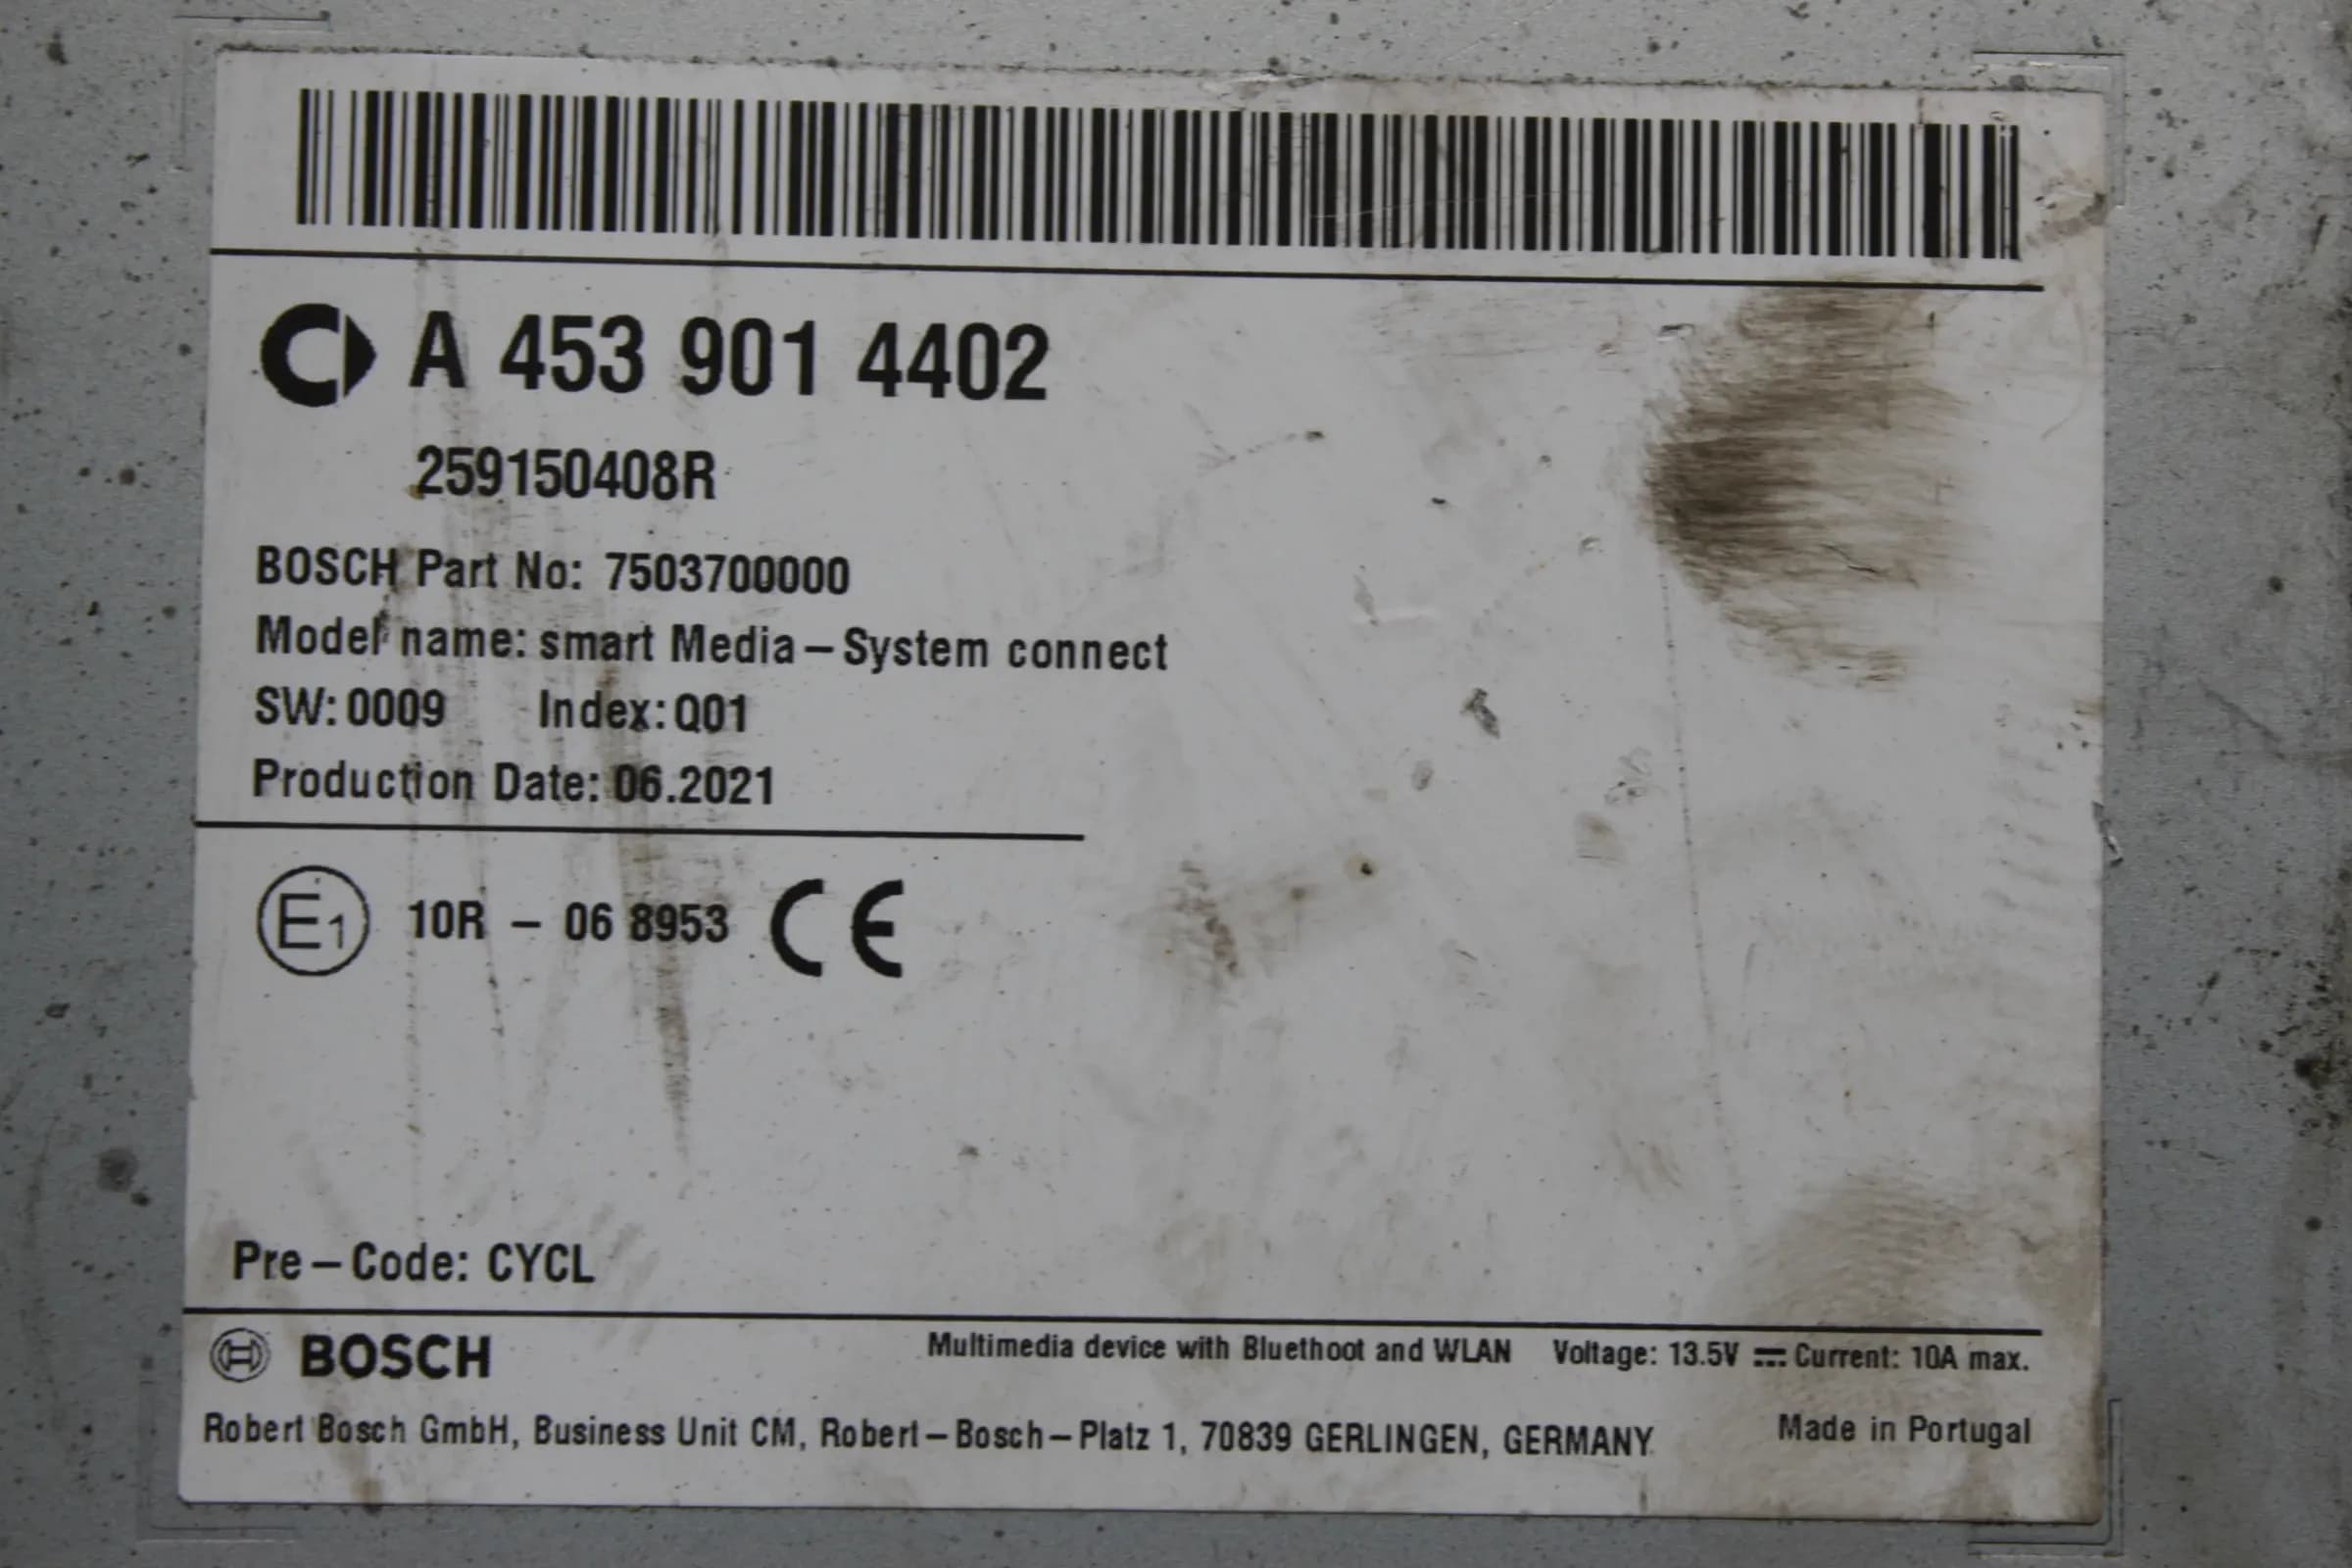 A 453 901 4402
259150408R
BOSCH Part No: 7503700000
Model name: smart Media-System connect
SW: 0009 Index: Q01
Production Date: 06.2021
E1 10R - 06 8953 CE
Pre-Code: CYCL
BOSCH Multimedia device with Bluethoot and WLAN Voltage: 13.5V Current: 10A max.
Robert Bosch GmbH, Business Unit CM, Robert-Bosch-Platz 1, 70839 GERLINGEN, GERMANY Made in Portugal